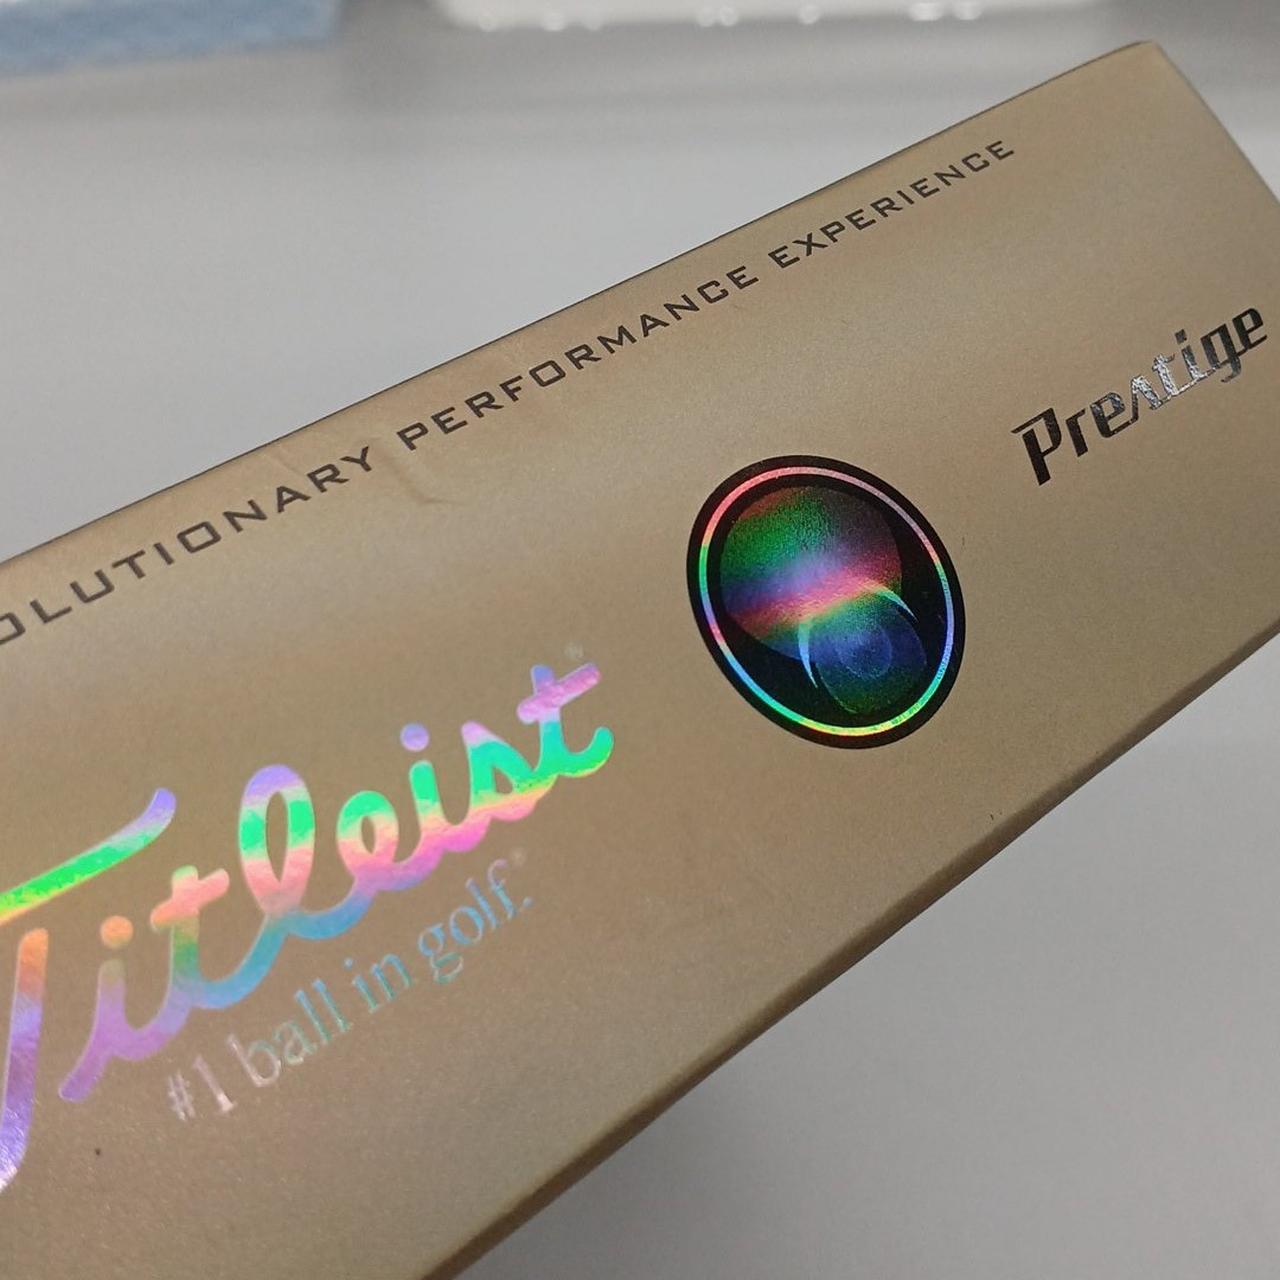 OLUTIONARY PERFORMANCE EXPERIENCE
Prestige
Titleist®
#1 ball in golf.®